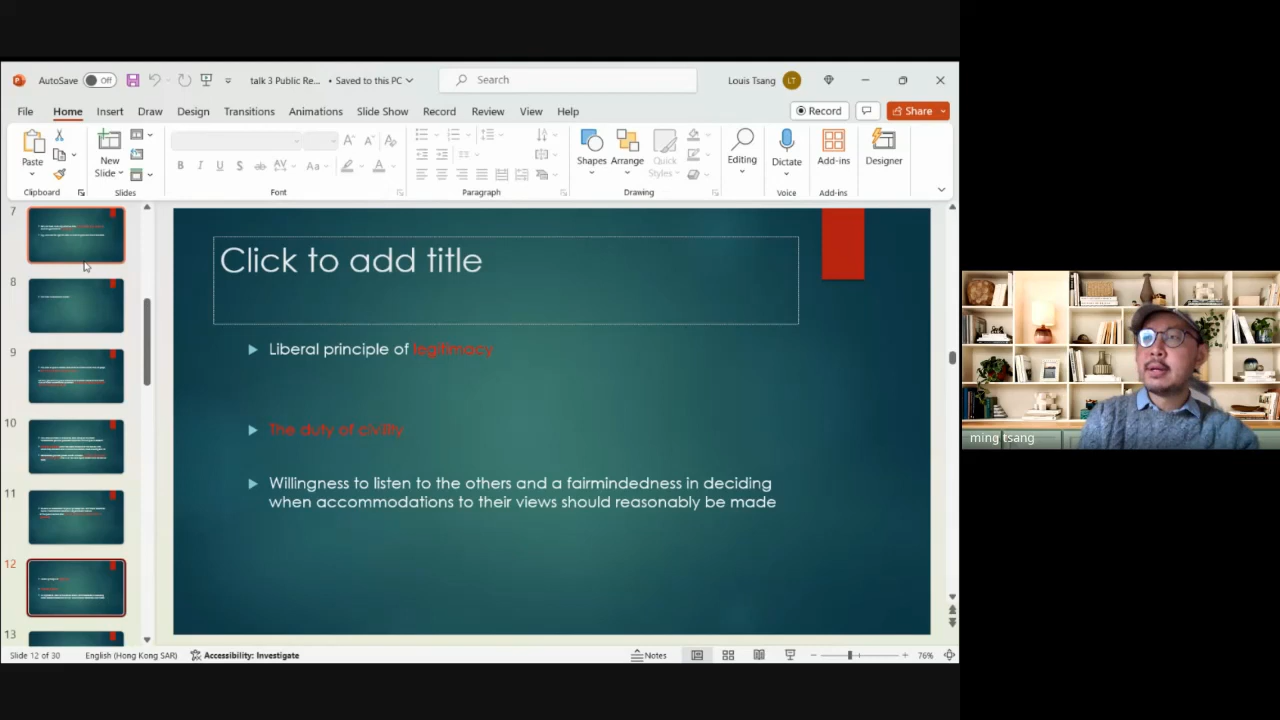 AutoSave Off talk 3 Public Re... • Saved to this PC Search Louis Tsang LT
File Home Insert Draw Design Transitions Animations Slide Show Record Review View Help Record Share
Paste New Slide Shapes Arrange Quick Styles Editing Dictate Add-ins Designer
B I U S ab AV Aa A
Clipboard Slides Font Paragraph Drawing Voice Add-ins
7
8
9
10
11
12
13
Click to add title
Liberal principle of legitimacy
The duty of civility
Willingness to listen to the others and a fairmindedness in deciding
when accommodations to their views should reasonably be made
ming tsang
Slide 12 of 30 English (Hong Kong SAR) Accessibility: Investigate Notes 76%